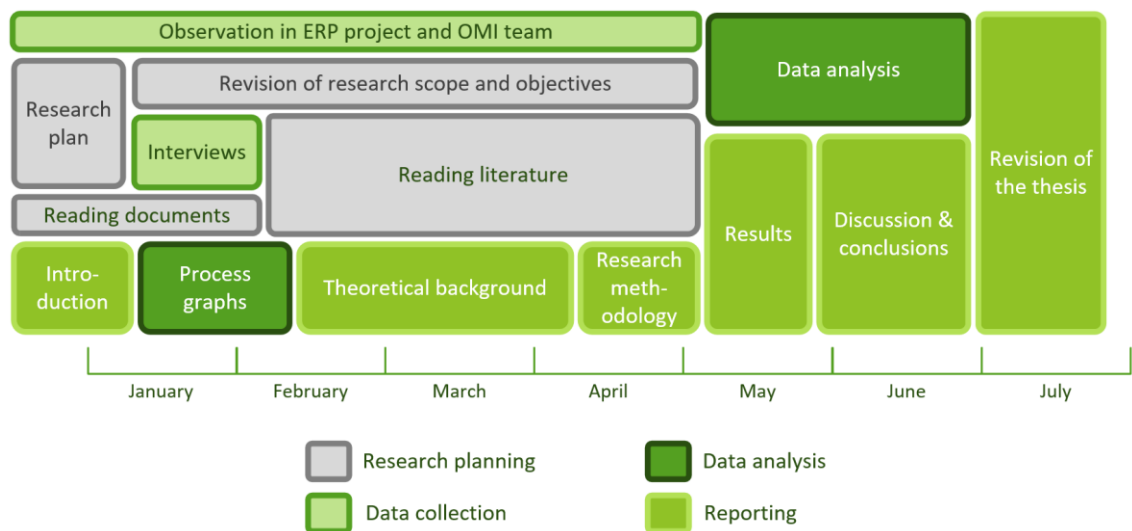 Observation in ERP project and OMI team
Data analysis
Revision of
the thesis
Research
plan
Revision of research scope and objectives
Interviews
Reading literature
Reading documents
Results
Discussion &
conclusions
Intro-
duction
Process
graphs
Theoretical background
Research
meth-
odology
January
February
March
April
May
June
July
Research planning
Data analysis
Data collection
Reporting